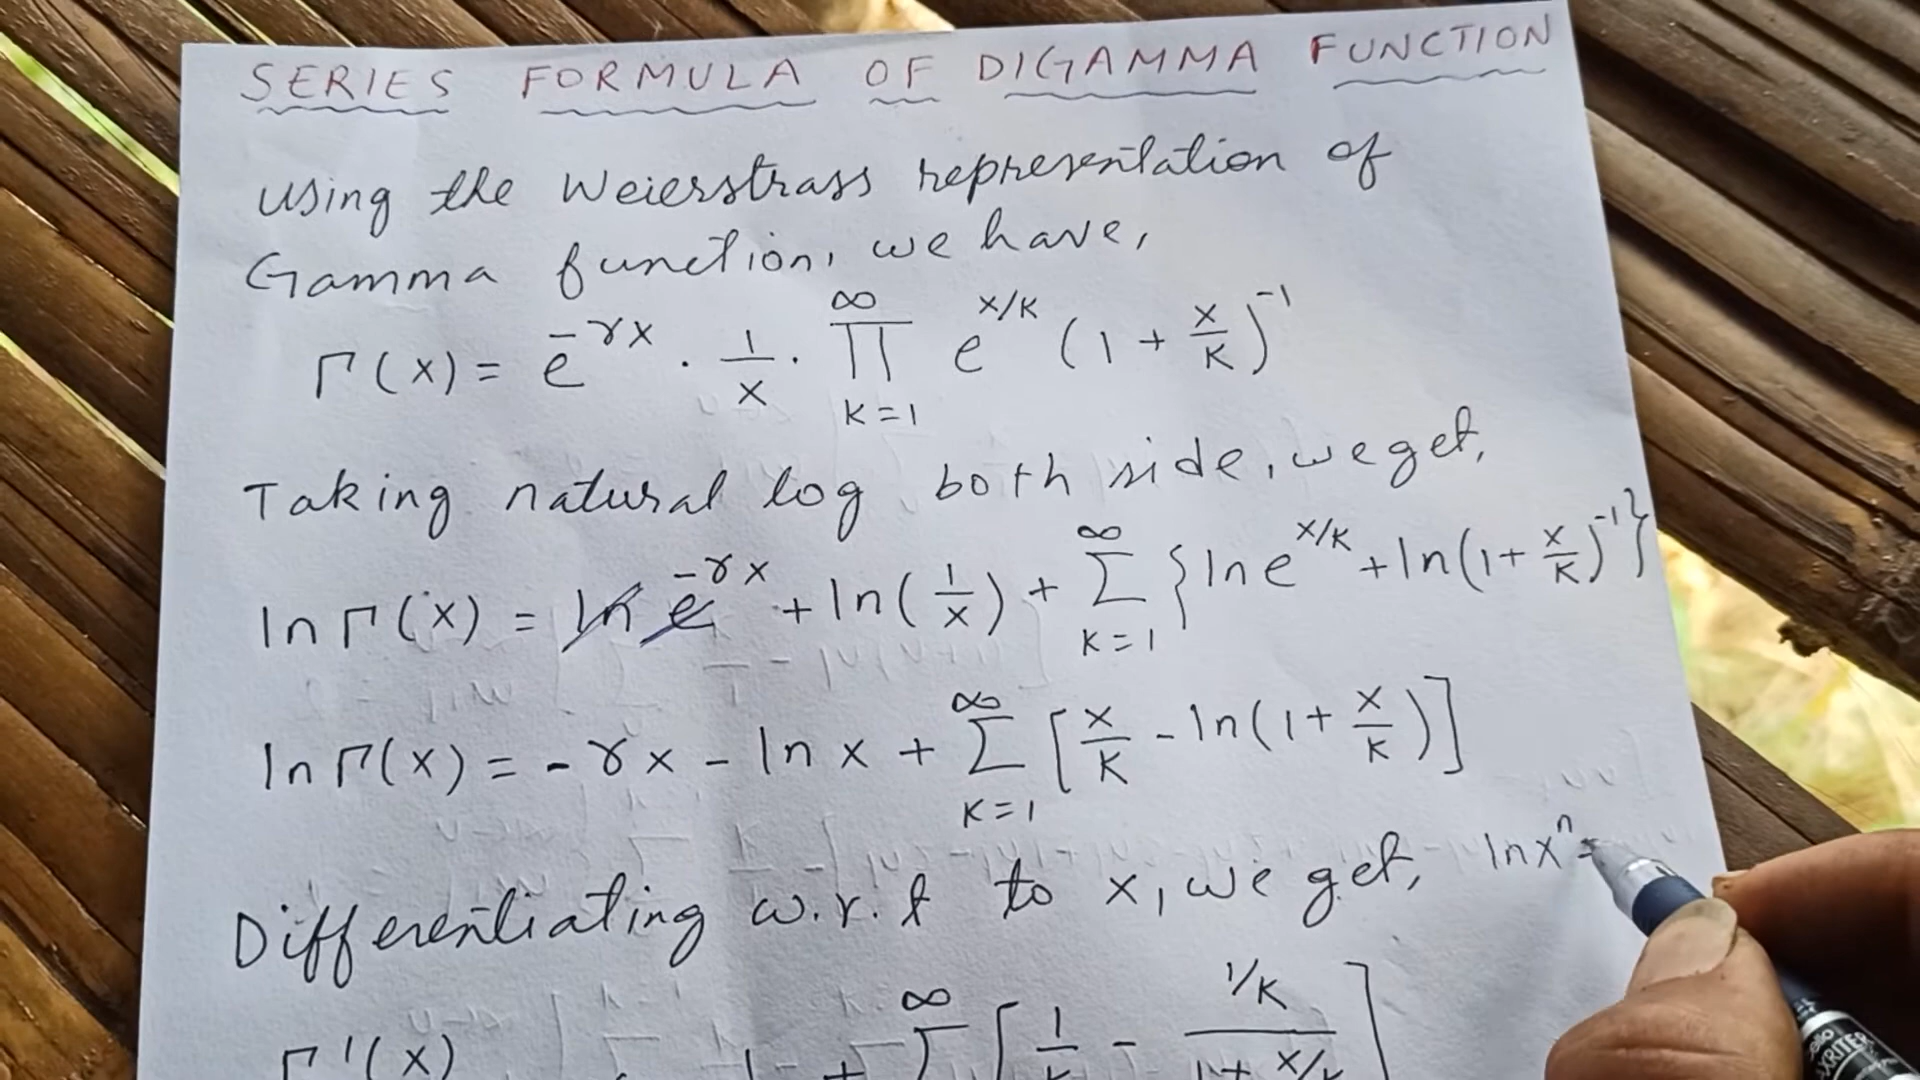 SERIES FORMULA OF DIGAMMA FUNCTION
Using the Weierstrass representation of
Gamma function, we have,
Γ(x) = e^{-γx} · 1/x · ∏_{k=1}^{∞} e^{x/k} (1 + x/k)^{-1}
Taking natural log both side, we get,
ln Γ(x) = ln e^{-γx} + ln(1/x) + ∑_{k=1}^{∞} {ln e^{x/k} + ln(1 + x/k)^{-1}}
ln Γ(x) = -γx - ln x + ∑_{k=1}^{∞} [x/k - ln(1 + x/k)]
Differentiating w.r.t to x, we get, ln x^n =